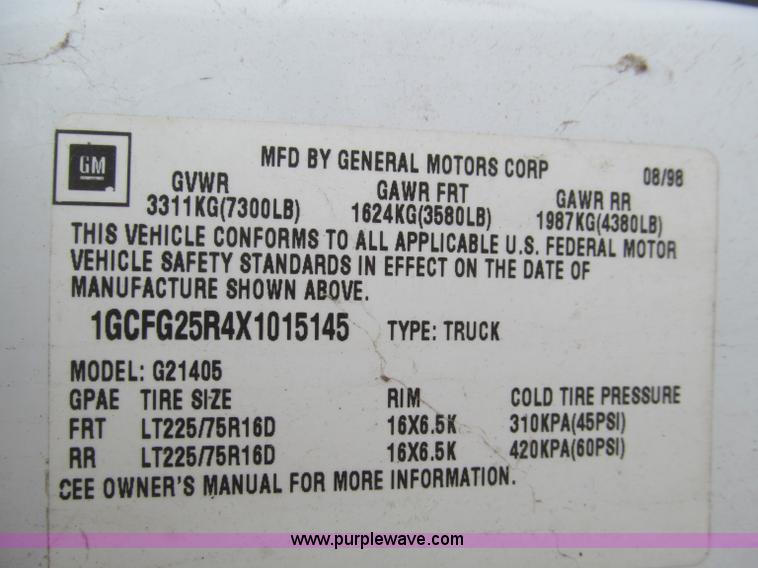 GM
MFD BY GENERAL MOTORS CORP 08/98
GVWR GAWR FRT GAWR RR
3311KG(7300LB) 1624KG(3580LB) 1987KG(4380LB)
THIS VEHICLE CONFORMS TO ALL APPLICABLE U.S. FEDERAL MOTOR
VEHICLE SAFETY STANDARDS IN EFFECT ON THE DATE OF
MANUFACTURE SHOWN ABOVE.
1GCFG25R4X1015145 TYPE: TRUCK
MODEL: G21405
GPAE TIRE SIZE RIM COLD TIRE PRESSURE
FRT LT225/75R16D 16X6.5K 310KPA(45PSI)
RR LT225/75R16D 16X6.5K 420KPA(60PSI)
CEE OWNER'S MANUAL FOR MORE INFORMATION.
www.purplewave.com